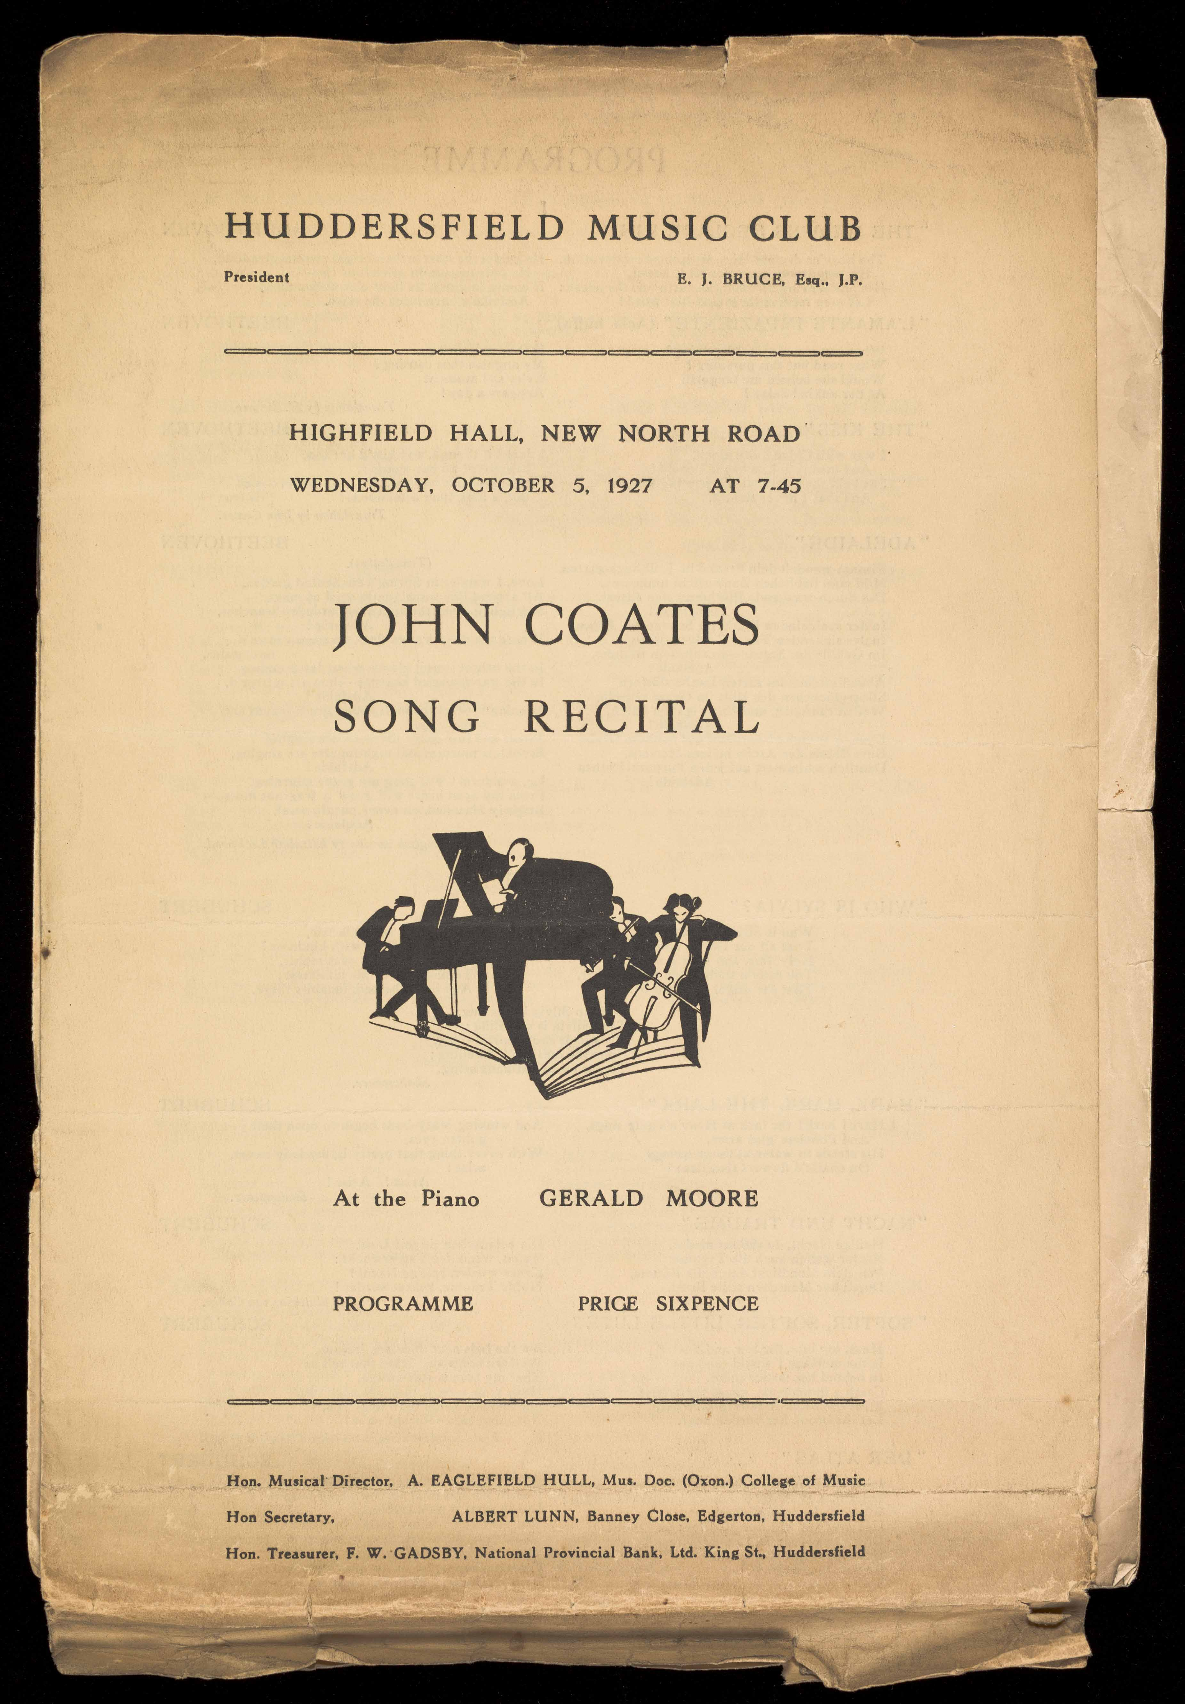 HUDDERSFIELD MUSIC CLUB
President E. J. BRUCE, Esq., J.P.
HIGHFIELD HALL, NEW NORTH ROAD
WEDNESDAY, OCTOBER 5, 1927 AT 7-45
JOHN COATES
SONG RECITAL
At the Piano GERALD MOORE
PROGRAMME PRICE SIXPENCE
Hon. Musical Director, A. EAGLEFIELD HULL, Mus. Doc. (Oxon.) College of Music
Hon Secretary, ALBERT LUNN, Banney Close, Edgerton, Huddersfield
Hon. Treasurer, F. W. GADSBY, National Provincial Bank, Ltd. King St., Huddersfield